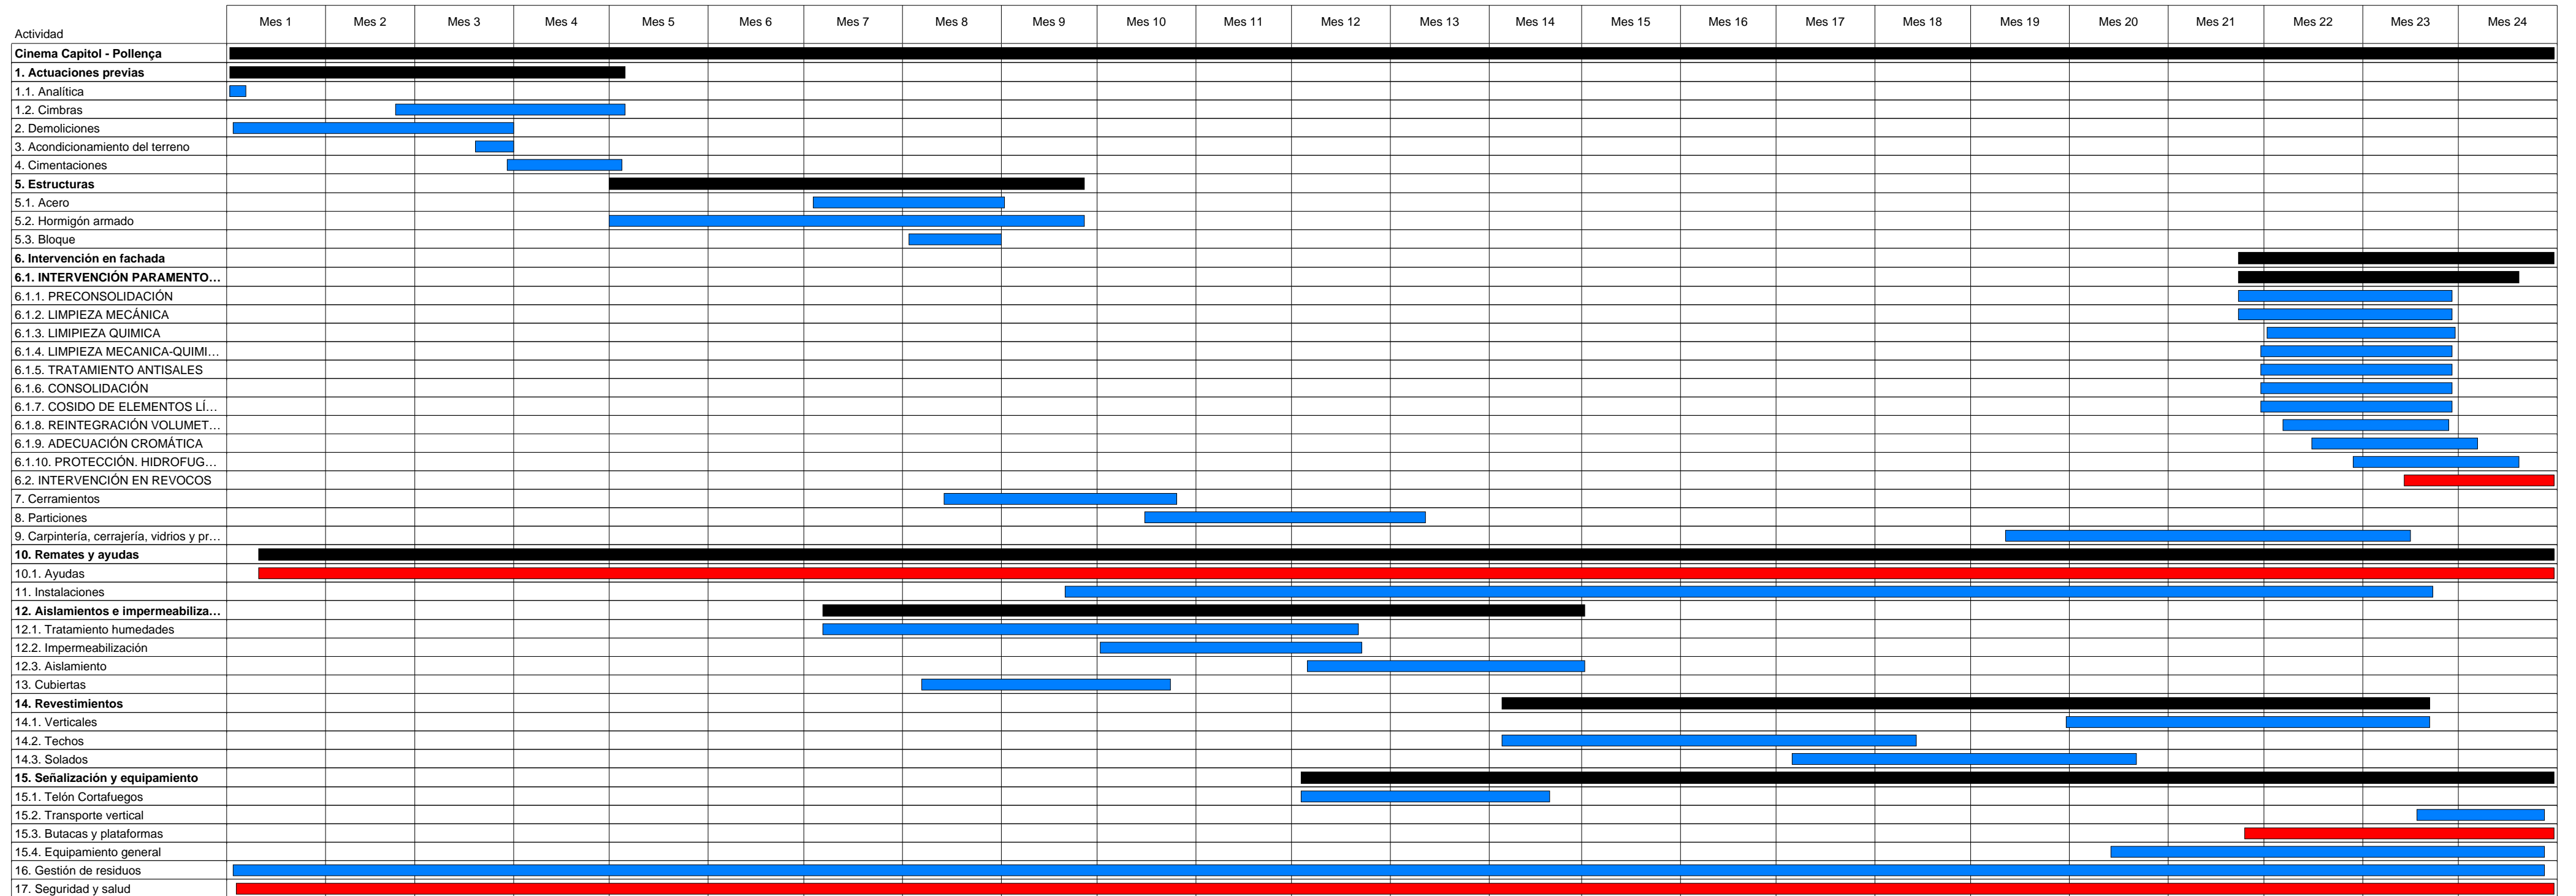 Mes 1 Mes 2 Mes 3 Mes 4 Mes 5 Mes 6 Mes 7 Mes 8 Mes 9 Mes 10 Mes 11 Mes 12 Mes 13 Mes 14 Mes 15 Mes 16 Mes 17 Mes 18 Mes 19 Mes 20 Mes 21 Mes 22 Mes 23 Mes 24
Actividad
Cinema Capitol - Pollença
1. Actuaciones previas
1.1. Analítica
1.2. Cimbras
2. Demoliciones
3. Acondicionamiento del terreno
4. Cimentaciones
5. Estructuras
5.1. Acero
5.2. Hormigón armado
5.3. Bloque
6. Intervención en fachada
6.1. INTERVENCIÓN PARAMENTO...
6.1.1. PRECONSOLIDACIÓN
6.1.2. LIMPIEZA MECÁNICA
6.1.3. LIMIPIEZA QUIMICA
6.1.4. LIMPIEZA MECANICA-QUIMI...
6.1.5. TRATAMIENTO ANTISALES
6.1.6. CONSOLIDACIÓN
6.1.7. COSIDO DE ELEMENTOS LÍ...
6.1.8. REINTEGRACIÓN VOLUMET...
6.1.9. ADECUACIÓN CROMÁTICA
6.1.10. PROTECCIÓN. HIDROFUG...
6.2. INTERVENCIÓN EN REVOCOS
7. Cerramientos
8. Particiones
9. Carpintería, cerrajería, vidrios y pr...
10. Remates y ayudas
10.1. Ayudas
11. Instalaciones
12. Aislamientos e impermeabiliza...
12.1. Tratamiento humedades
12.2. Impermeabilización
12.3. Aislamiento
13. Cubiertas
14. Revestimientos
14.1. Verticales
14.2. Techos
14.3. Solados
15. Señalización y equipamiento
15.1. Telón Cortafuegos
15.2. Transporte vertical
15.3. Butacas y plataformas
15.4. Equipamiento general
16. Gestión de residuos
17. Seguridad y salud